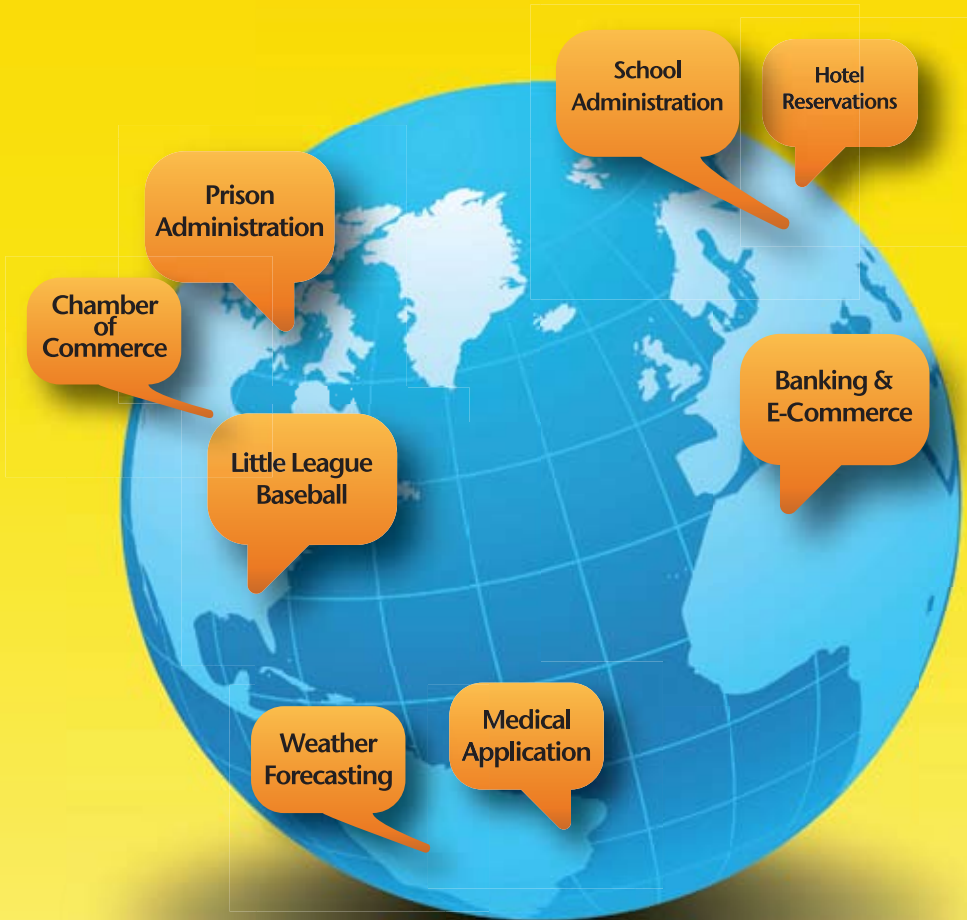 School
Administration
Hotel
Reservations
Prison
Administration
Chamber
of
Commerce
Banking &
E-Commerce
Little League
Baseball
Weather
Forecasting
Medical
Application